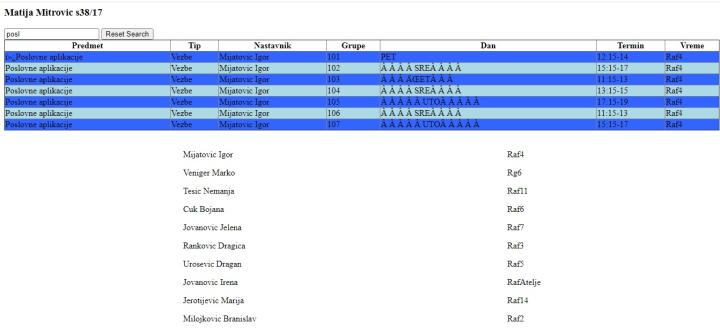 Matija Mitrovic s38/17
posl Reset Search
Predmet Tip Nastavnik Grupe Dan Termin Vreme
Poslovne aplikacije Vezbe Mijatovic Igor 101 PET 12:15-14 Raf4
Poslovne aplikacije Vezbe Mijatovic Igor 102 Â Â Â Â SREÂ Â Â Â 15:15-17 Raf4
Poslovne aplikacije Vezbe Mijatovic Igor 103 Â Â Â ÄŒETÂ Â Â 11:15-13 Raf4
Poslovne aplikacije Vezbe Mijatovic Igor 104 Â Â Â Â SREÂ Â Â Â 13:15-15 Raf4
Poslovne aplikacije Vezbe Mijatovic Igor 105 Â Â Â Â Â UTOÂ Â Â Â Â 17:15-19 Raf4
Poslovne aplikacije Vezbe Mijatovic Igor 106 Â Â Â Â SREÂ Â Â Â 11:15-13 Raf4
Poslovne aplikacije Vezbe Mijatovic Igor 107 Â Â Â Â Â UTOÂ Â Â Â Â 15:15-17 Raf4
Mijatovic Igor Raf4
Veniger Marko Rg6
Tesic Nemanja Raf11
Cuk Bojana Raf6
Jovanovic Jelena Raf7
Rankovic Dragica Raf3
Urosevic Dragan Raf5
Jovanovic Irena RafAtelje
Jerotijevic Marija Raf14
Milojkovic Branislav Raf2